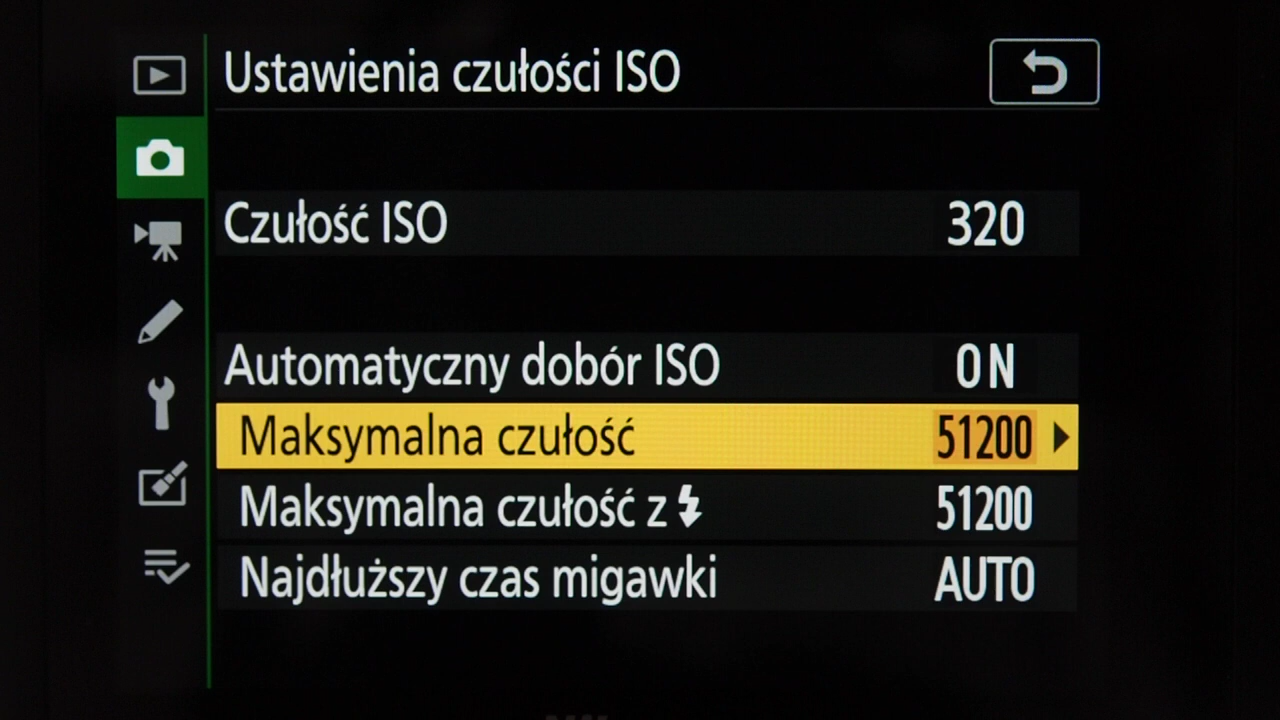 Ustawienia czułości ISO
Czułość ISO 320
Automatyczny dobór ISO ON
Maksymalna czułość 51200
Maksymalna czułość z 51200
Najdłuższy czas migawki AUTO